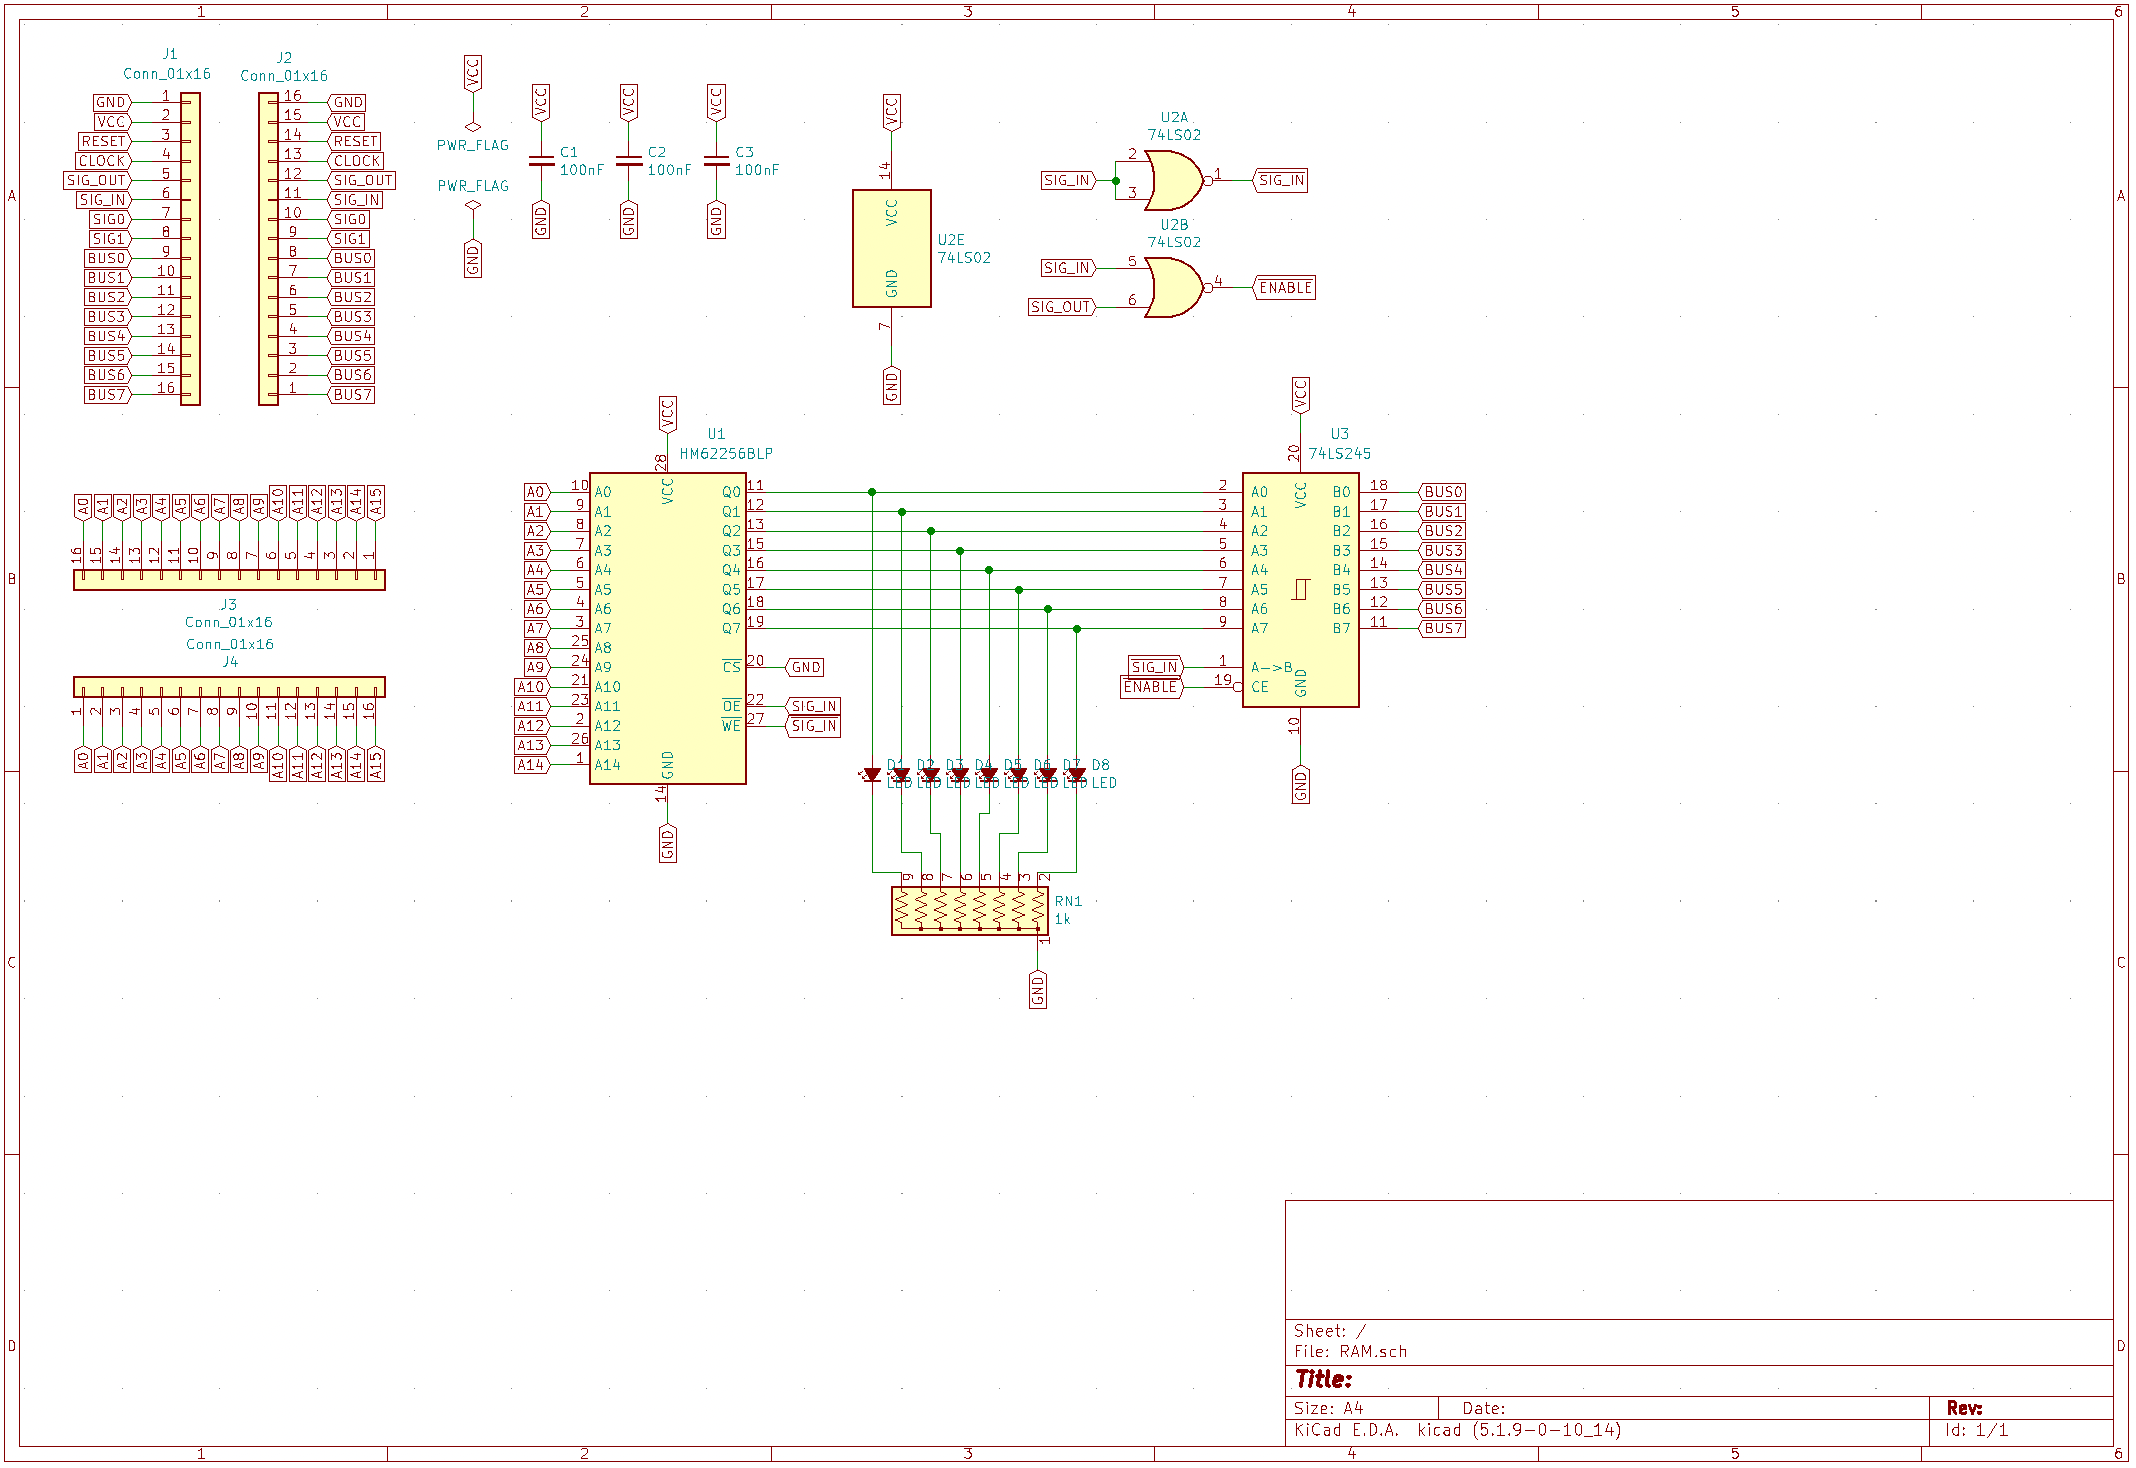 1 2 3 4 5 6
A
B
C
D
J1
Conn_01x16
GND 1
VCC 2
RESET 3
CLOCK 4
SIG_OUT 5
SIG_IN 6
SIG0 7
SIG1 8
BUS0 9
BUS1 10
BUS2 11
BUS3 12
BUS4 13
BUS5 14
BUS6 15
BUS7 16
J2
Conn_01x16
16 GND
15 VCC
14 RESET
13 CLOCK
12 SIG_OUT
11 SIG_IN
10 SIG0
9 SIG1
8 BUS0
7 BUS1
6 BUS2
5 BUS3
4 BUS4
3 BUS5
2 BUS6
1 BUS7
VCC
PWR_FLAG
PWR_FLAG
GND
VCC
C1
100nF
GND
VCC
C2
100nF
GND
VCC
C3
100nF
GND
VCC
14
VCC
U2E
74LS02
GND
7
GND
U2A
74LS02
SIG_IN 2 3 1 SIG_IN
U2B
74LS02
SIG_IN 5
4 ENABLE
SIG_OUT 6
A0 A1 A2 A3 A4 A5 A6 A7 A8 A9 A10 A11 A12 A13 A14 A15
16 15 14 13 12 11 10 9 8 7 6 5 4 3 2 1
J3
Conn_01x16
Conn_01x16
J4
1 2 3 4 5 6 7 8 9 10 11 12 13 14 15 16
A0 A1 A2 A3 A4 A5 A6 A7 A8 A9 A10 A11 A12 A13 A14 A15
VCC
28
U1
HM62256BLP
VCC
A0 10 A0
A1 9 A1
A2 8 A2
A3 7 A3
A4 6 A4
A5 5 A5
A6 4 A6
A7 3 A7
A8 25 A8
A9 24 A9
A10 21 A10
A11 23 A11
A12 2 A12
A13 26 A13
A14 1 A14
Q0 11
Q1 12
Q2 13
Q3 15
Q4 16
Q5 17
Q6 18
Q7 19
CS 20 GND
OE 22 SIG_IN
WE 27 SIG_IN
GND
14
GND
VCC
20
U3
74LS245
VCC
2 A0
3 A1
4 A2
5 A3
6 A4
7 A5
8 A6
9 A7
SIG_IN 1 A->B
ENABLE 19 CE
B0 18 BUS0
B1 17 BUS1
B2 16 BUS2
B3 15 BUS3
B4 14 BUS4
B5 13 BUS5
B6 12 BUS6
B7 11 BUS7
GND
10
GND
D1 D2 D3 D4 D5 D6 D7 D8
LED LED LED LED LED LED LED LED
9 8 7 6 5 4 3 2
RN1
1k
1
GND
Sheet: /
File: RAM.sch
Title:
Size: A4 Date: Rev:
KiCad E.D.A. kicad (5.1.9-0-10_14) Id: 1/1
A
B
C
D
1 2 3 4 5 6